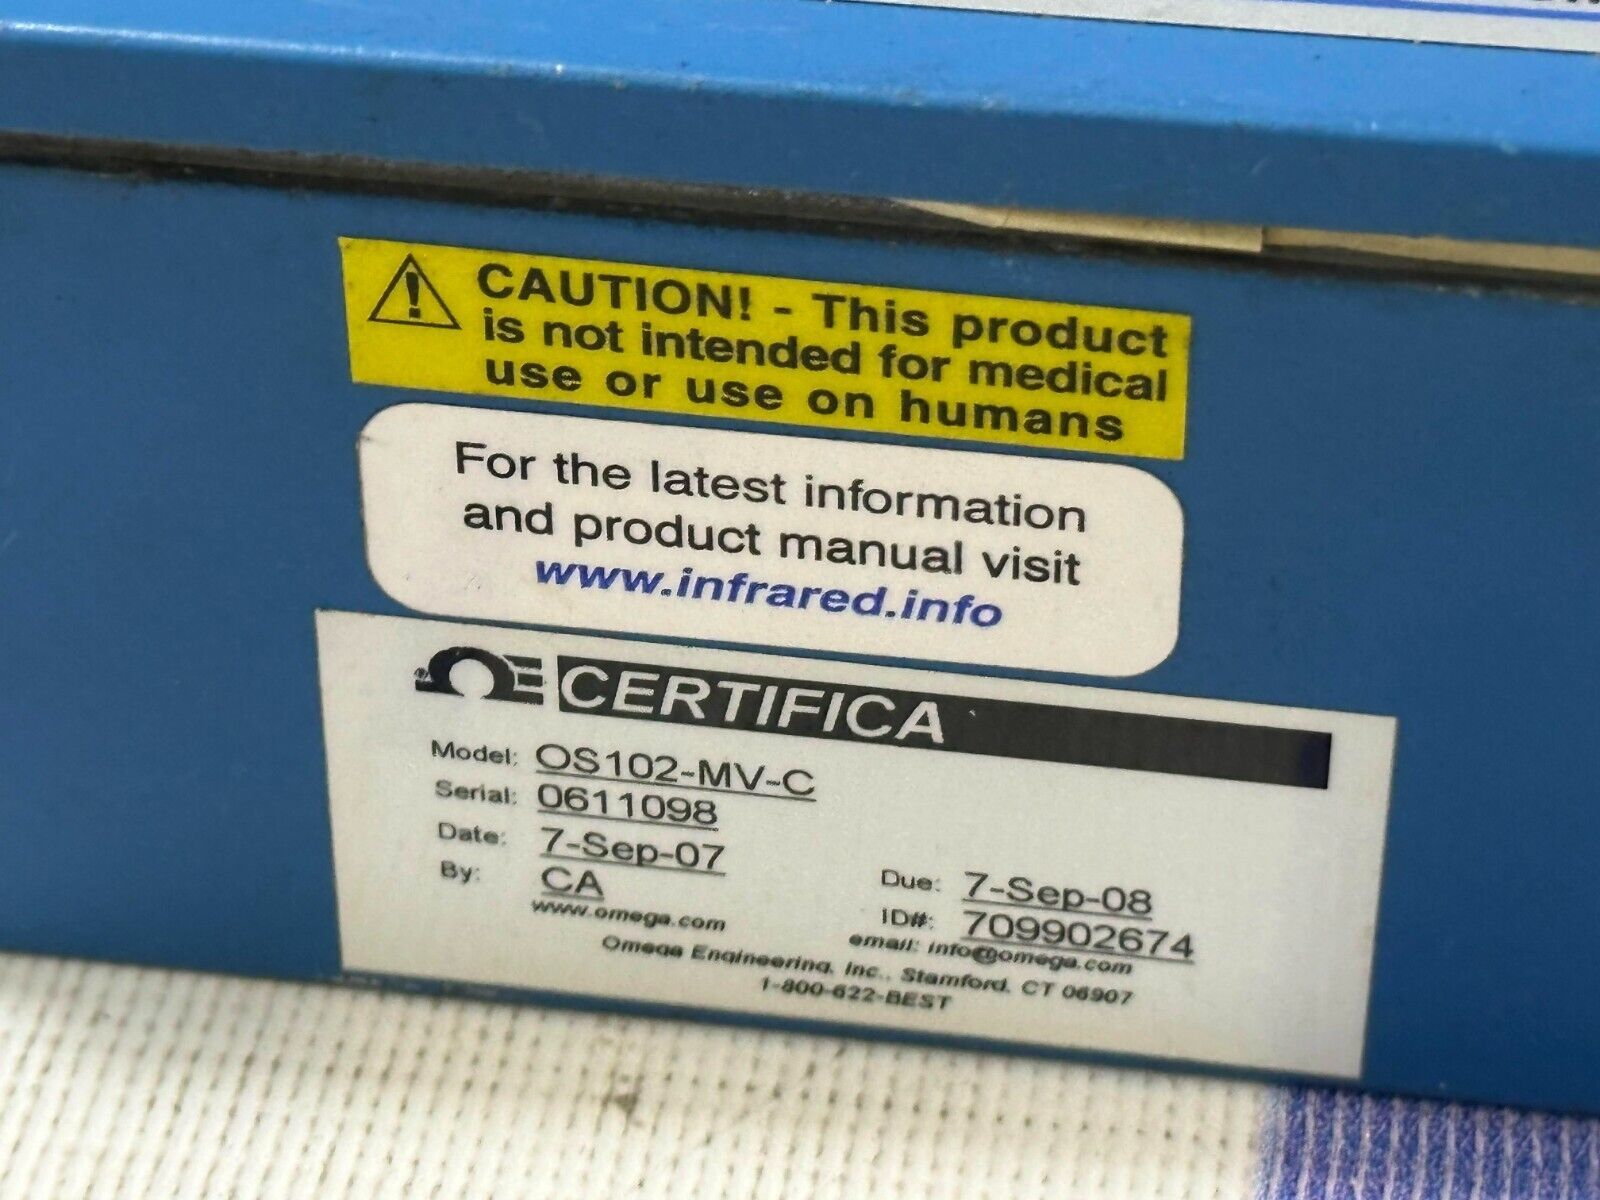 CAUTION! - This product
is not intended for medical
use or use on humans
For the latest information
and product manual visit
www.infrared.info
CERTIFICA
Model: OS102-MV-C
Serial: 0611098
Date: 7-Sep-07
Due: 7-Sep-08
By: CA
ID#: 709902674
www.omega.com
email: info@omega.com
Omega Engineering, Inc., Stamford, CT 06907
1-800-622-BEST